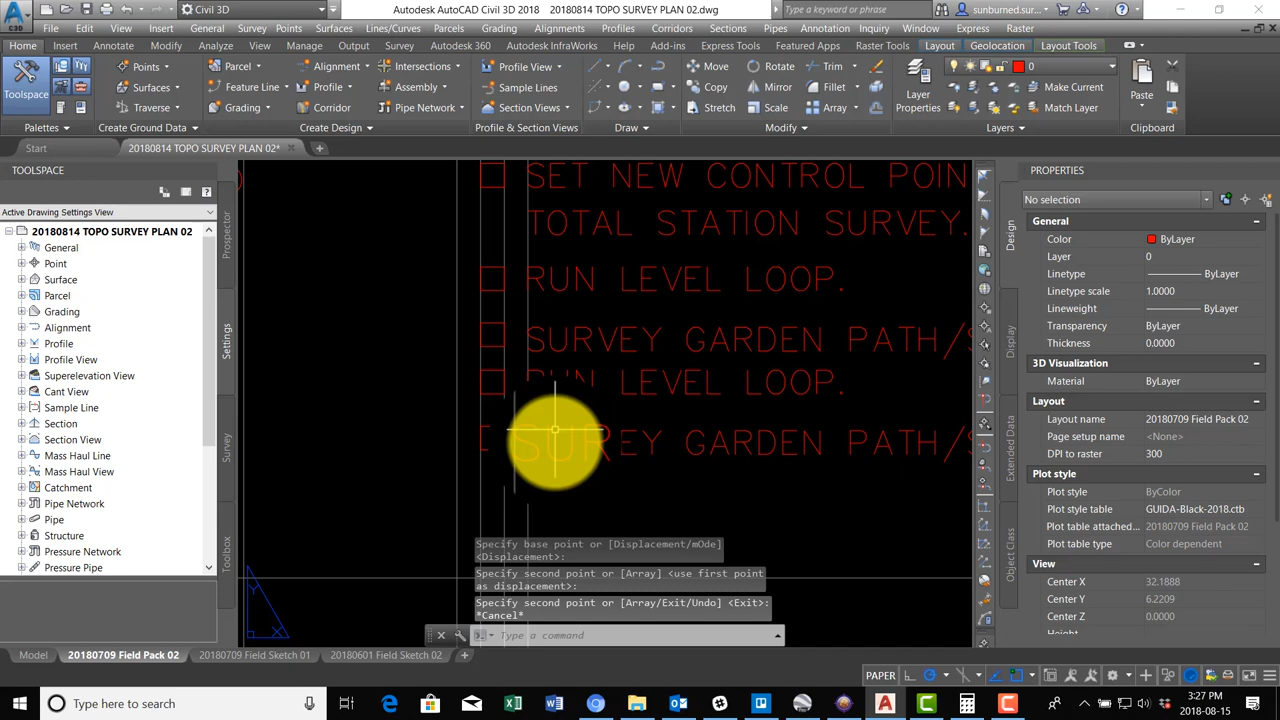 Civil 3D
Autodesk AutoCAD Civil 3D 2018 20180814 TOPO SURVEY PLAN 02.dwg
Type a keyword or phrase
sunburned.sur...
File Edit View Insert General Survey Points Surfaces Lines/Curves Parcels Grading Alignments Profiles Corridors Sections Pipes Annotation Inquiry Window Express Raster
Home Insert Annotate Modify Analyze View Manage Output Survey Autodesk 360 Autodesk InfraWorks Help Add-ins Express Tools Featured Apps Raster Tools Layout Geolocation Layout Tools
Toolspace
Points
Surfaces
Traverse
Parcel
Feature Line
Grading
Alignment
Profile
Corridor
Intersections
Assembly
Pipe Network
Profile View
Sample Lines
Section Views
Move
Copy
Stretch
Rotate
Mirror
Scale
Trim
Fillet
Array
Layer Properties
0
Make Current
Match Layer
Paste
Palettes Create Ground Data Create Design Profile & Section Views Draw Modify Layers Clipboard
Start 20180814 TOPO SURVEY PLAN 02*
TOOLSPACE
Active Drawing Settings View
20180814 TOPO SURVEY PLAN 02
General
Point
Surface
Parcel
Grading
Alignment
Profile
Profile View
Superelevation View
Cant View
Sample Line
Section
Section View
Mass Haul Line
Mass Haul View
Catchment
Pipe Network
Pipe
Structure
Pressure Network
Pressure Pipe
Prospector
Settings
Survey
Toolbox
SET NEW CONTROL POIN
TOTAL STATION SURVEY.
RUN LEVEL LOOP.
SURVEY GARDEN PATH/S
RUN LEVEL LOOP.
GARDEN PATH/S
Specify base point or [Displacement/mOde]
<Displacement>:
Specify second point or [Array] <use first point
as displacement>:
Specify second point or [Array/Exit/Undo] <Exit>:
*Cancel*
Type a command
Y
X
PROPERTIES
No selection
General
Color ByLayer
Layer 0
Linetype ByLayer
Linetype scale 1.0000
Lineweight ByLayer
Transparency ByLayer
Thickness 0.0000
3D Visualization
Material ByLayer
Layout
Layout name 20180709 Field Pack 02
Page setup name <None>
DPI to raster 300
Plot style
Plot style ByColor
Plot style table GUIDA-Black-2018.ctb
Plot table attached... 20180709 Field Pack 02
Plot table type Color dependent
View
Center X 32.1888
Center Y 6.2209
Center Z 0.0000
Height
Design
Display
Extended Data
Object Class
Model 20180709 Field Pack 02 20180709 Field Sketch 01 20180601 Field Sketch 02
PAPER
Type here to search
3:27 PM
2018-08-15